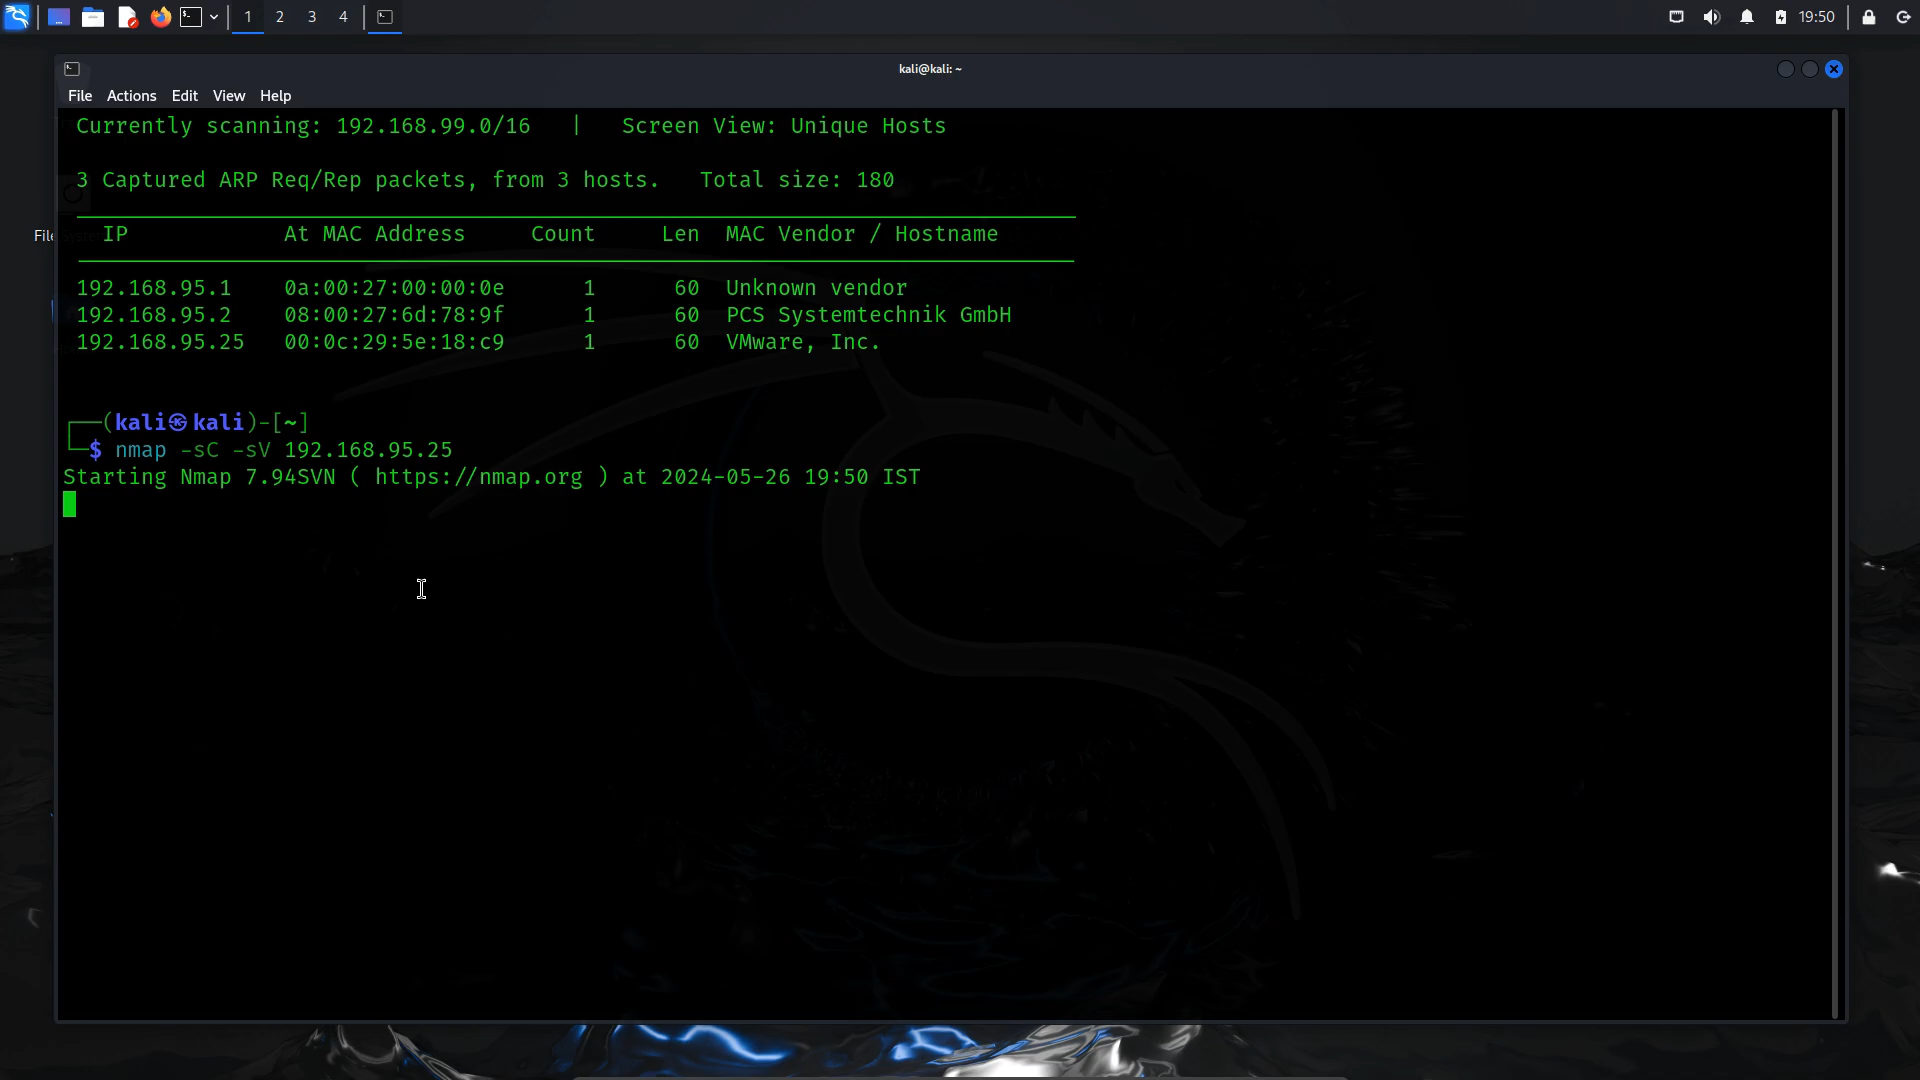 1 2 3 4 19:50
kali@kali: ~
File Actions Edit View Help
Currently scanning: 192.168.99.0/16 | Screen View: Unique Hosts
3 Captured ARP Req/Rep packets, from 3 hosts. Total size: 180
IP At MAC Address Count Len MAC Vendor / Hostname
192.168.95.1 0a:00:27:00:00:0e 1 60 Unknown vendor
192.168.95.2 08:00:27:6d:78:9f 1 60 PCS Systemtechnik GmbH
192.168.95.25 00:0c:29:5e:18:c9 1 60 VMware, Inc.
┌──(kali㉿kali)-[~]
└─$ nmap -sC -sV 192.168.95.25
Starting Nmap 7.94SVN ( https://nmap.org ) at 2024-05-26 19:50 IST
File System